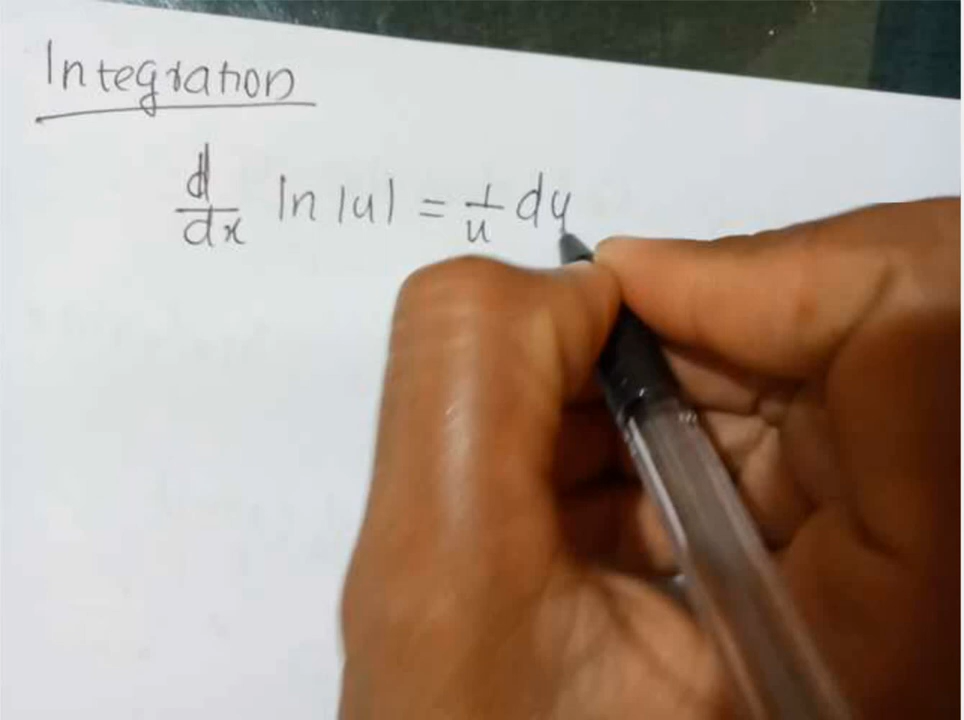 Integration
d/dx ln |u| = 1/u du